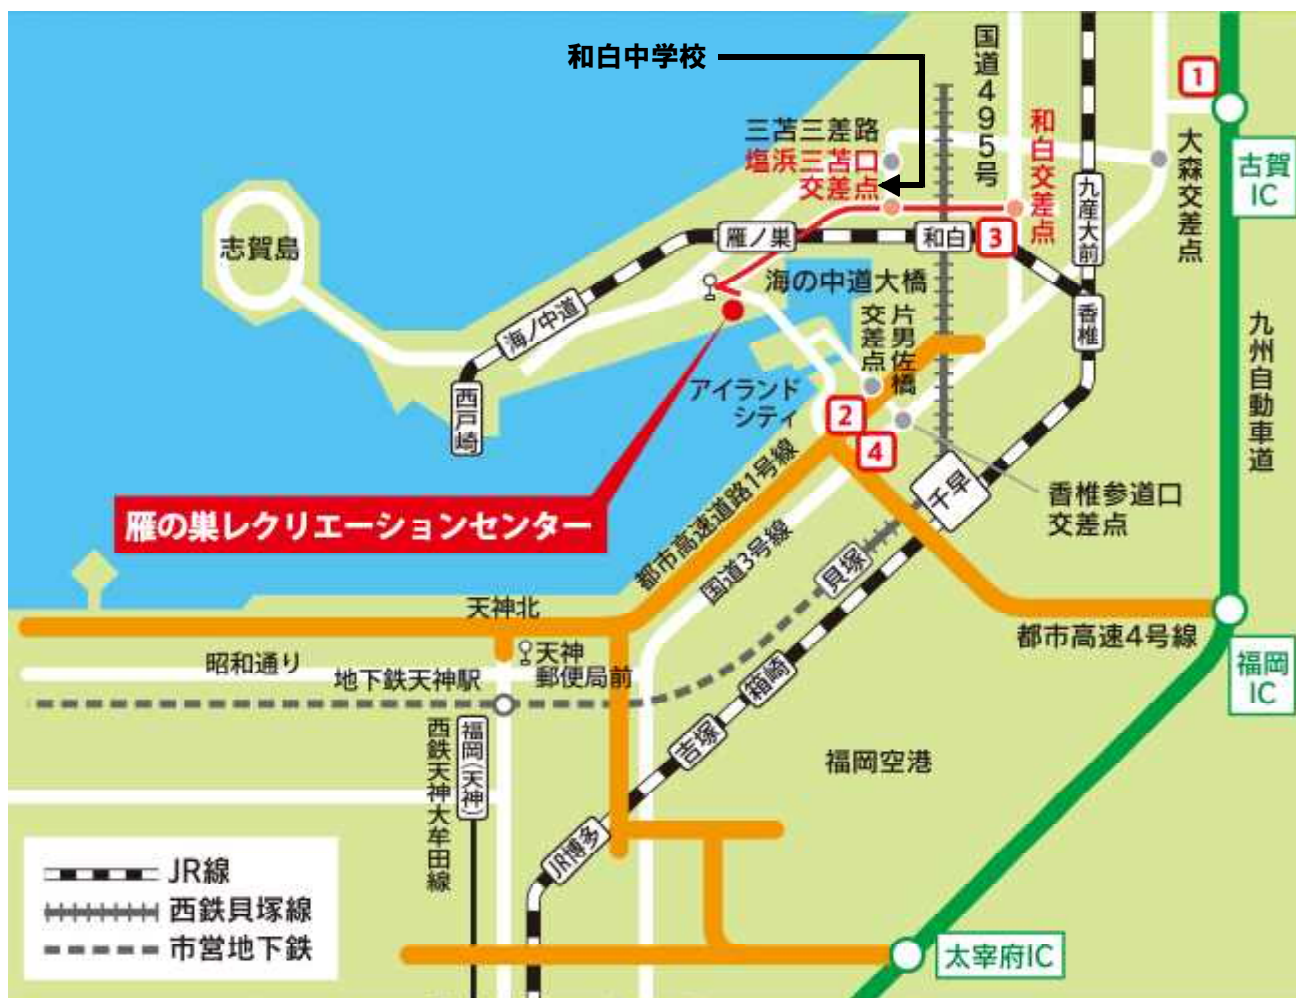 和白中学校
国道495号
1
三苫三差路
塩浜三苫口
交差点
和白交差点
大森交差点
古賀
IC
九産大前
志賀島
雁ノ巣
和白
3
海の中道大橋
海ノ中道
片男佐橋
交差点
香椎
九州自動車道
西戸崎
アイランド
シティ
2
4
香椎参道口
交差点
千早
雁の巣レクリエーションセンター
都市高速道路1号線
国道3号線
貝塚
天神北
都市高速4号線
昭和通り
天神
郵便局前
地下鉄天神駅
箱崎
福岡
IC
西鉄天神大牟田線
福岡(天神)
吉塚
福岡空港
JR博多
JR線
西鉄貝塚線
市営地下鉄
太宰府IC